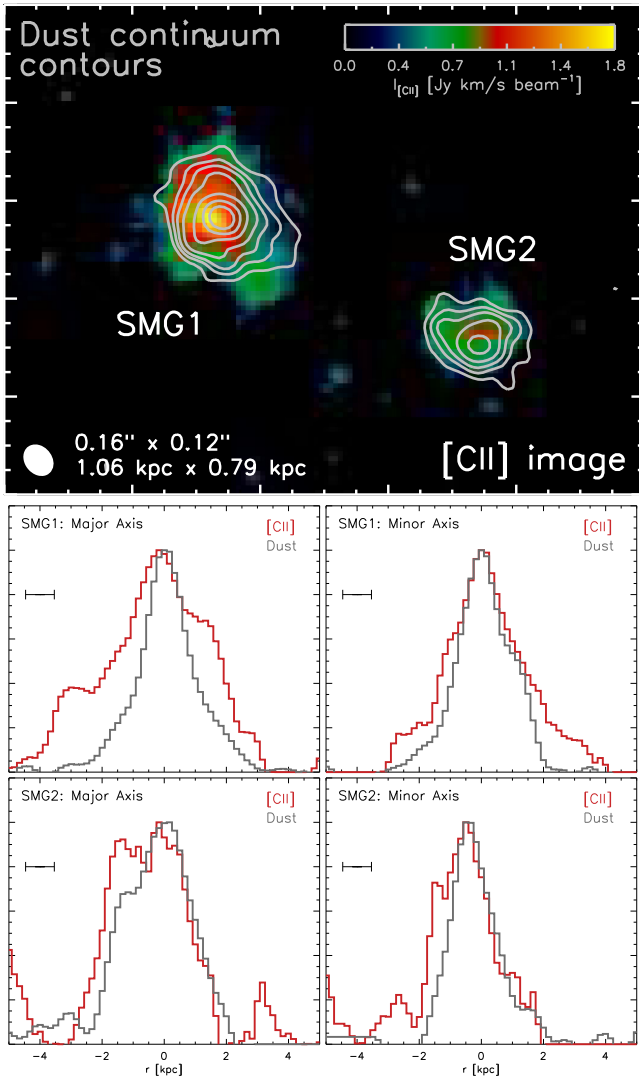 Dust continuum
contours
0.0 0.4 0.7 1.1 1.4 1.8
I[CII] [Jy km/s beam⁻¹]
SMG2
SMG1
0.16" x 0.12"
1.06 kpc x 0.79 kpc
[CII] image
SMG1: Major Axis
[CII]
Dust
SMG1: Minor Axis
[CII]
Dust
SMG2: Major Axis
[CII]
Dust
SMG2: Minor Axis
[CII]
Dust
−4 −2 0 2 4
r [kpc]
−4 −2 0 2 4
r [kpc]